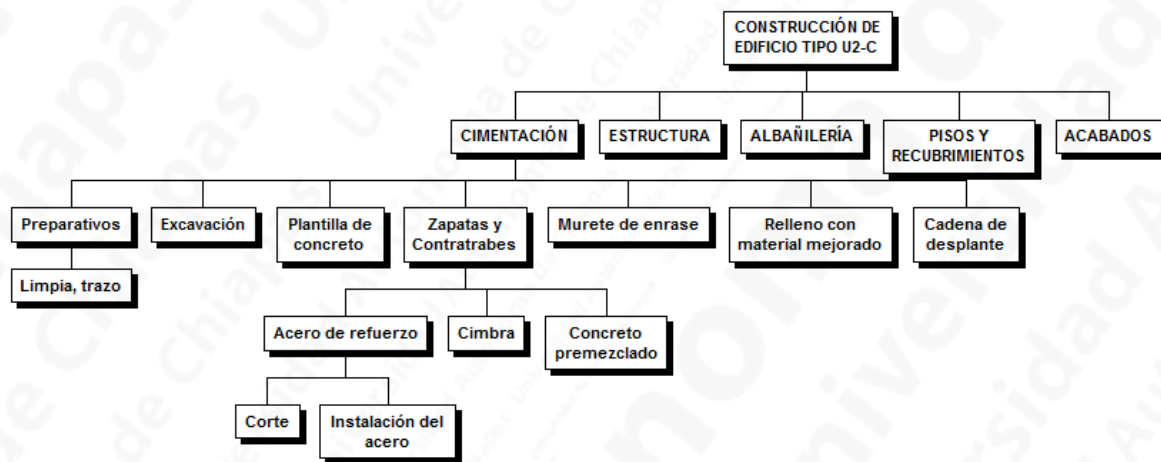 CONSTRUCCIÓN DE
EDIFICIO TIPO U2-C
CIMENTACIÓN
ESTRUCTURA
ALBAÑILERÍA
PISOS Y
RECUBRIMIENTOS
ACABADOS
Preparativos
Excavación
Plantilla de
concreto
Zapatas y
Contratrabes
Murete de enrase
Relleno con
material mejorado
Cadena de
desplante
Limpia, trazo
Acero de refuerzo
Cimbra
Concreto
premezclado
Corte
Instalación del
acero